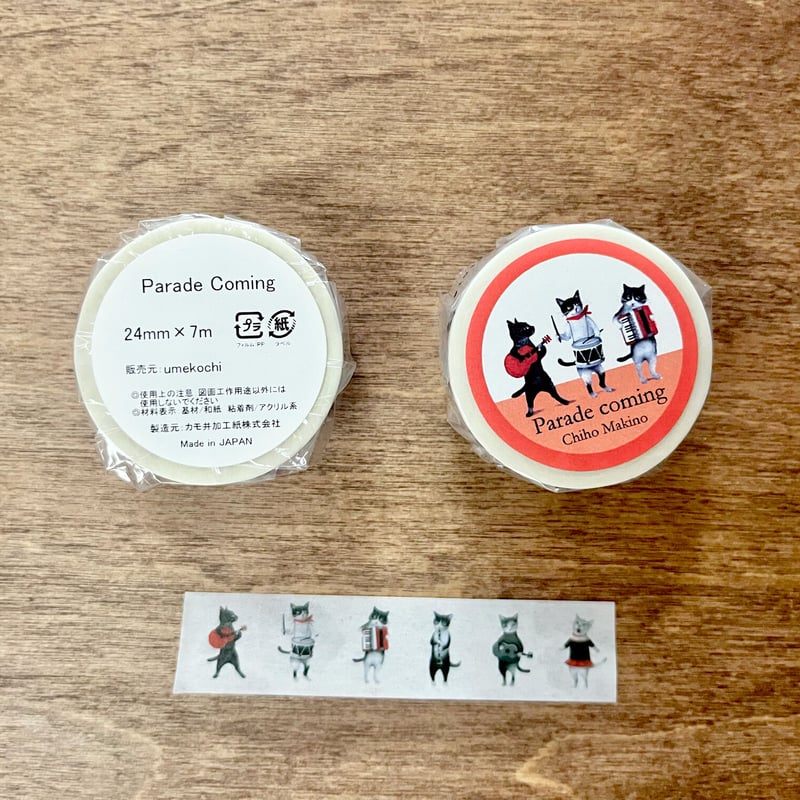 Parade Coming
24mm×7m
プラ
紙
フィルム PP
ラベル
販売元:umekochi
◎使用上の注意 図画工作用途以外には
使用しないでください
◎材料表示 基材/和紙 粘着剤/アクリル系
製造元:カモ井加工紙株式会社
Made in JAPAN
Parade coming
Chiho Makino